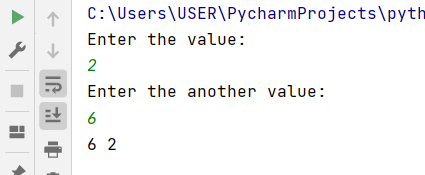 C:\Users\USER\PycharmProjects\pyth
Enter the value:
2
Enter the another value:
6
6 2